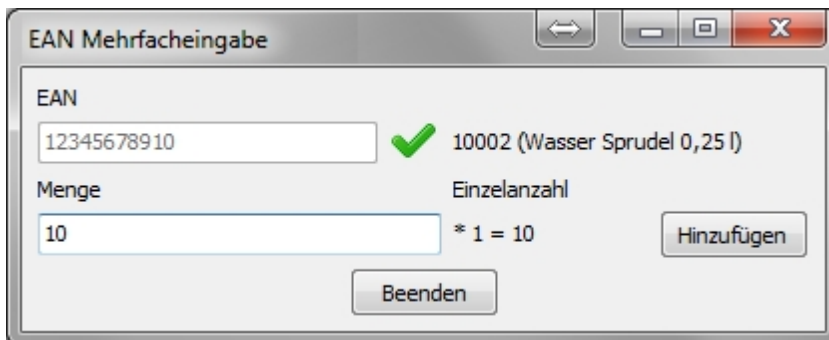 EAN Mehrfacheingabe
EAN
12345678910 10002 (Wasser Sprudel 0,25 l)
Menge Einzelanzahl
10 * 1 = 10 Hinzufügen
Beenden